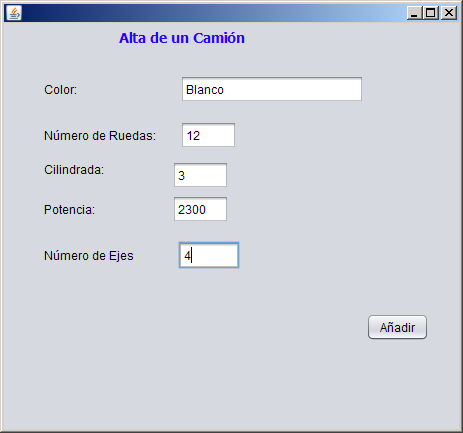 Alta de un Camión
Color: Blanco
Número de Ruedas: 12
Cilindrada: 3
Potencia: 2300
Número de Ejes 4
Añadir